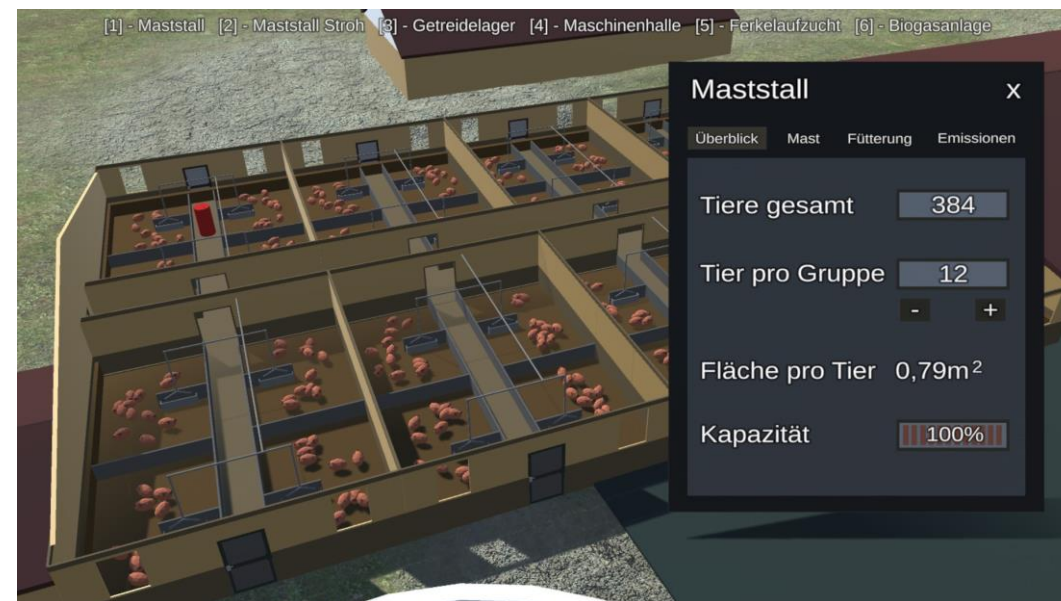 [1] - Maststall [2] - Maststall Stroh [3] - Getreidelager [4] - Maschinenhalle [5] - Ferkelaufzucht [6] - Biogasanlage
Maststall x
Überblick Mast Fütterung Emissionen
Tiere gesamt 384
Tier pro Gruppe 12
- +
Fläche pro Tier 0,79m²
Kapazität 100%